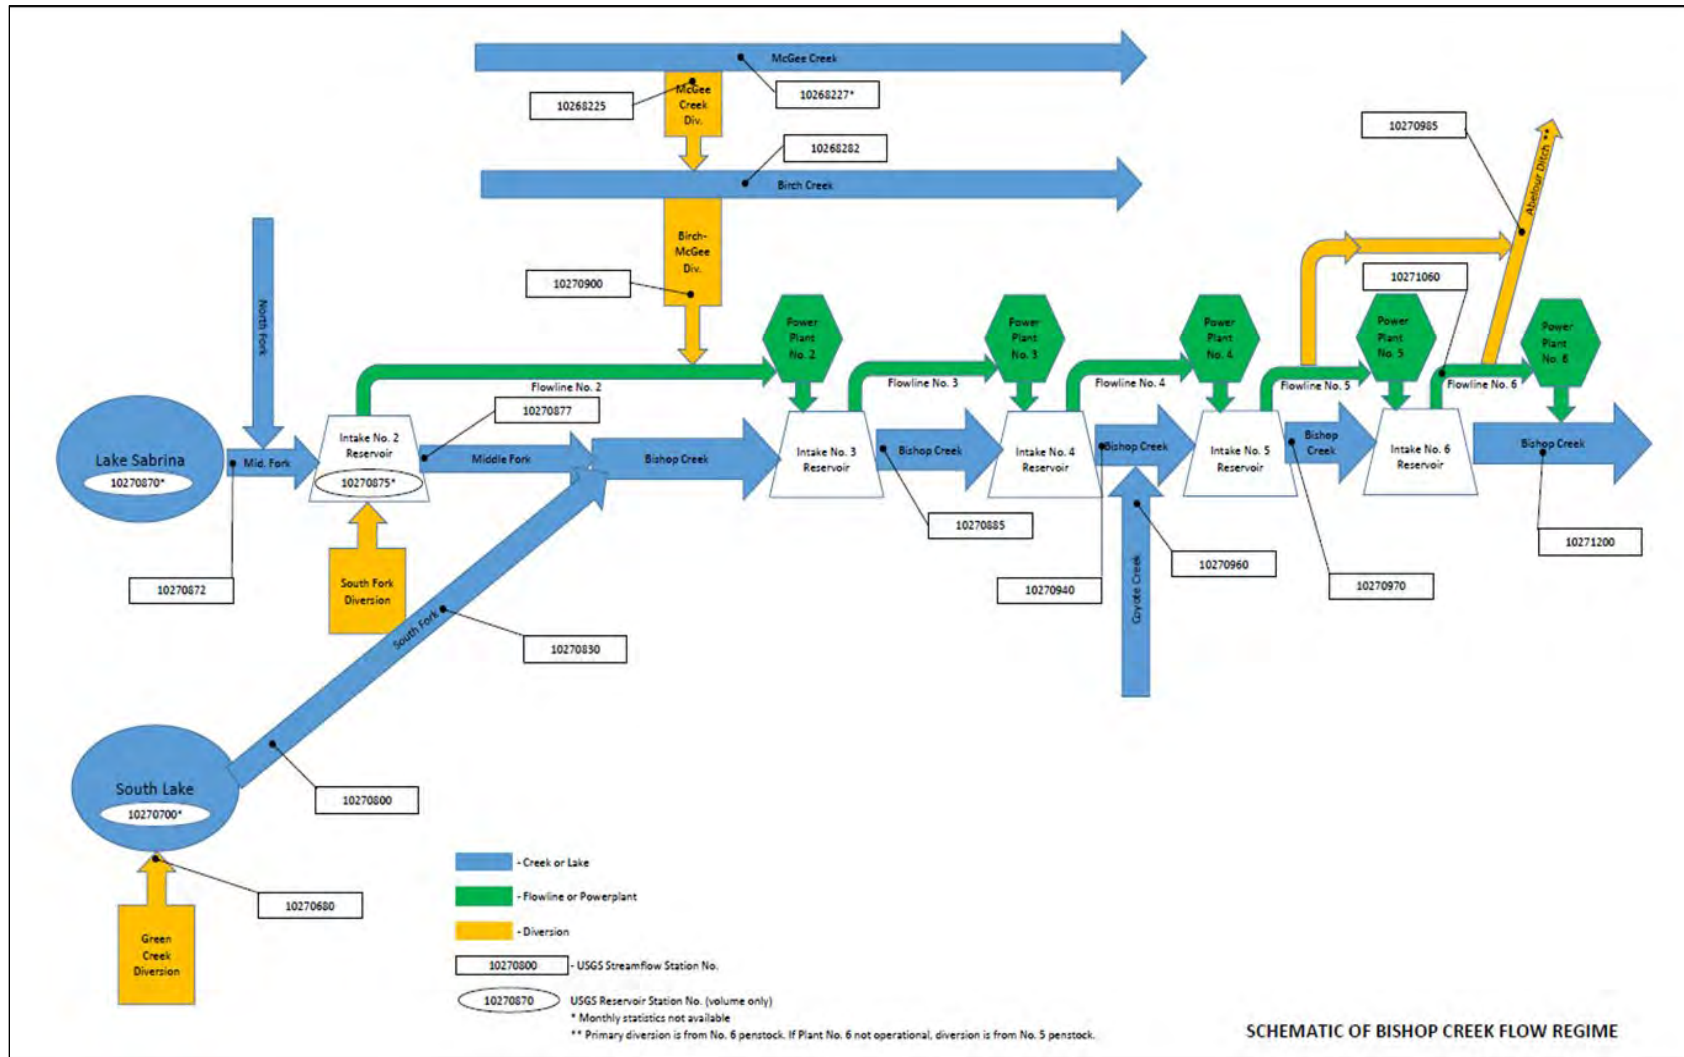 McGee Creek
10268225
McGee
Creek
Div.
10268227*
10268282
Birch Creek
10270985
Abelour Ditch **
North Fork
Birch-
McGee
Div.
10270900
10271060
Power
Plant
No. 2
Power
Plant
No. 3
Power
Plant
No. 4
Power
Plant
No. 5
Power
Plant
No. 6
Flowline No. 2
Flowline No. 3
Flowline No. 4
Flowline No. 5
Flowline No. 6
10270877
Lake Sabrina
10270870*
Mid. Fork
Intake No. 2
Reservoir
10270875*
Middle Fork
Bishop Creek
Intake No. 3
Reservoir
Bishop Creek
Intake No. 4
Reservoir
Bishop Creek
Intake No. 5
Reservoir
Bishop
Creek
Intake No. 6
Reservoir
Bishop Creek
10270885
10271200
10270872
South Fork
Diversion
10270940
Coyote Creek
10270960
10270970
South Fork
10270830
South Lake
10270700*
10270800
10270680
Green
Creek
Diversion
- Creek or Lake
- Flowline or Powerplant
- Diversion
10270800 - USGS Streamflow Station No.
10270870 USGS Reservoir Station No. (volume only)
* Monthly statistics not available
** Primary diversion is from No. 6 penstock. If Plant No. 6 not operational, diversion is from No. 5 penstock.
SCHEMATIC OF BISHOP CREEK FLOW REGIME